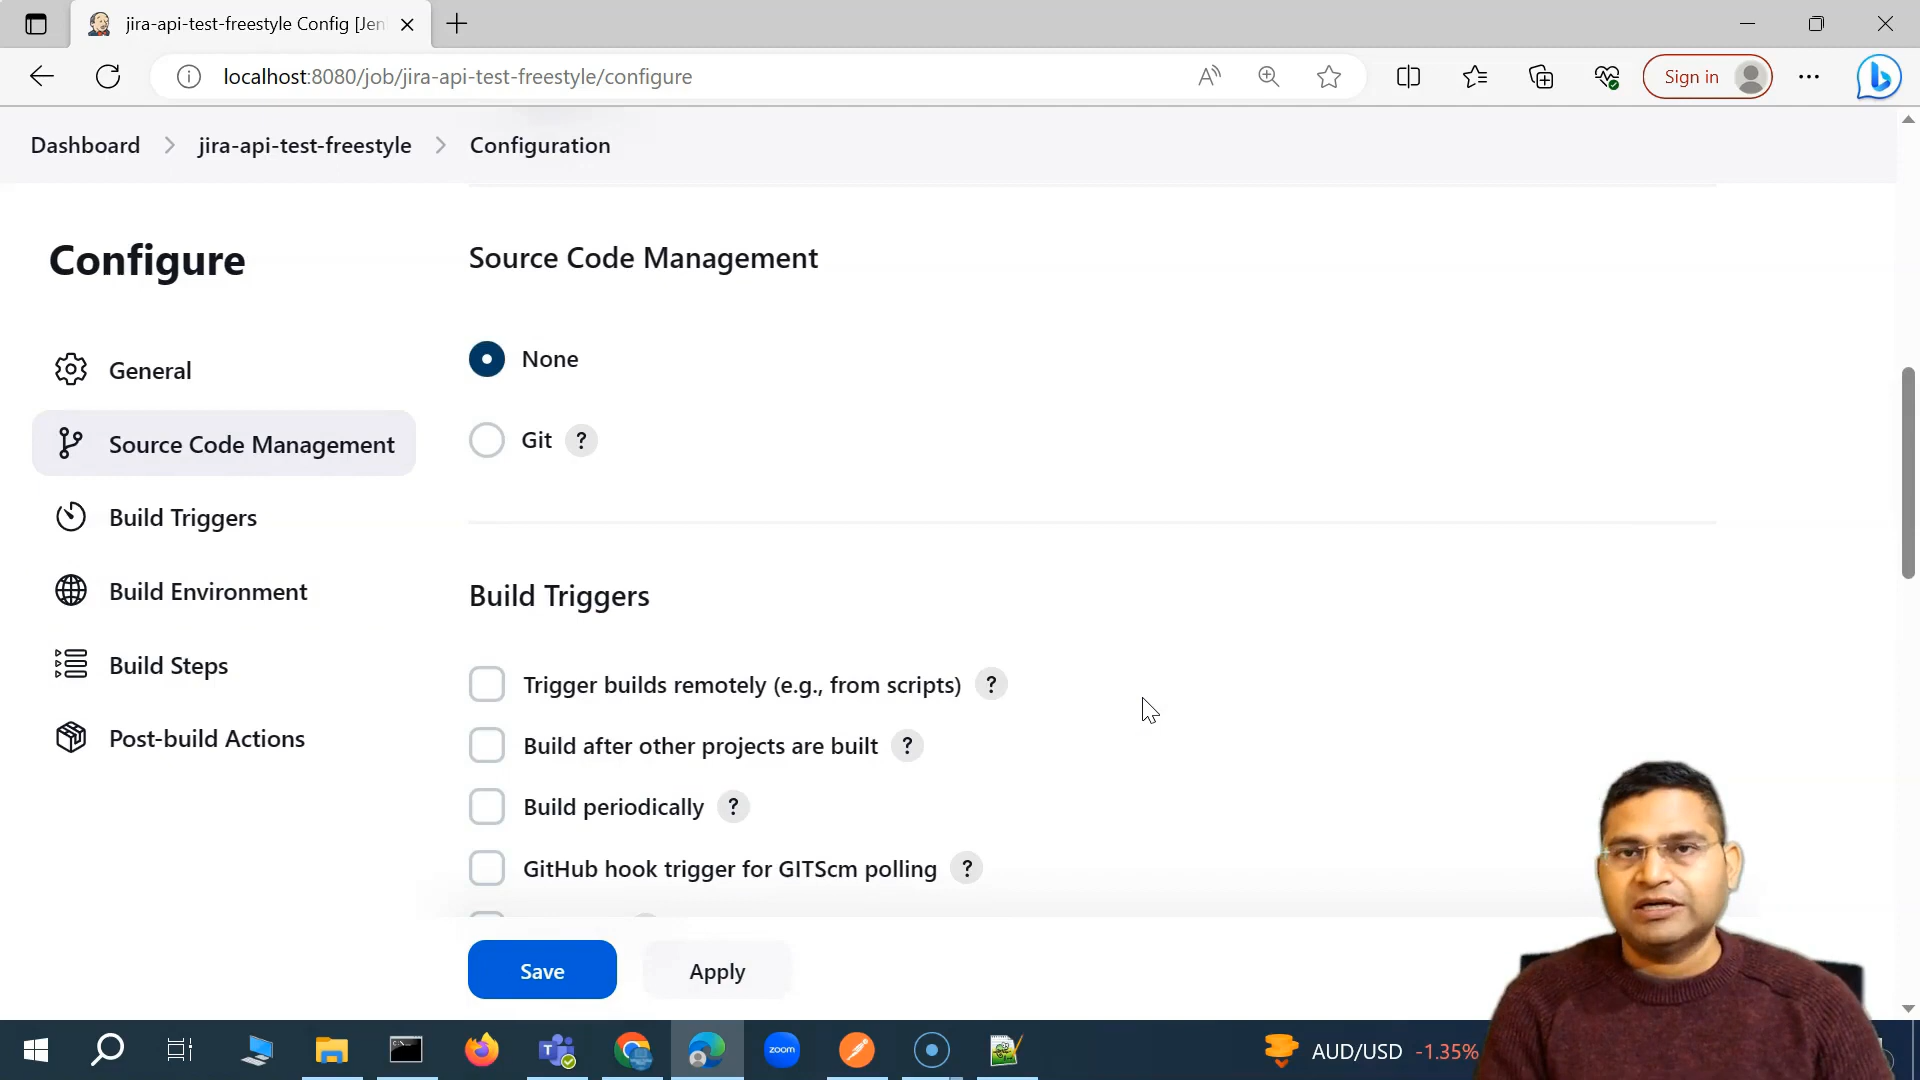 jira-api-test-freestyle Config [Jen
localhost:8080/job/jira-api-test-freestyle/configure
Sign in
Dashboard
jira-api-test-freestyle
Configuration
Configure
General
Source Code Management
Build Triggers
Build Environment
Build Steps
Post-build Actions
Source Code Management
None
Git ?
Build Triggers
Trigger builds remotely (e.g., from scripts) ?
Build after other projects are built ?
Build periodically ?
GitHub hook trigger for GITScm polling ?
Save
Apply
zoom
AUD/USD -1.35%